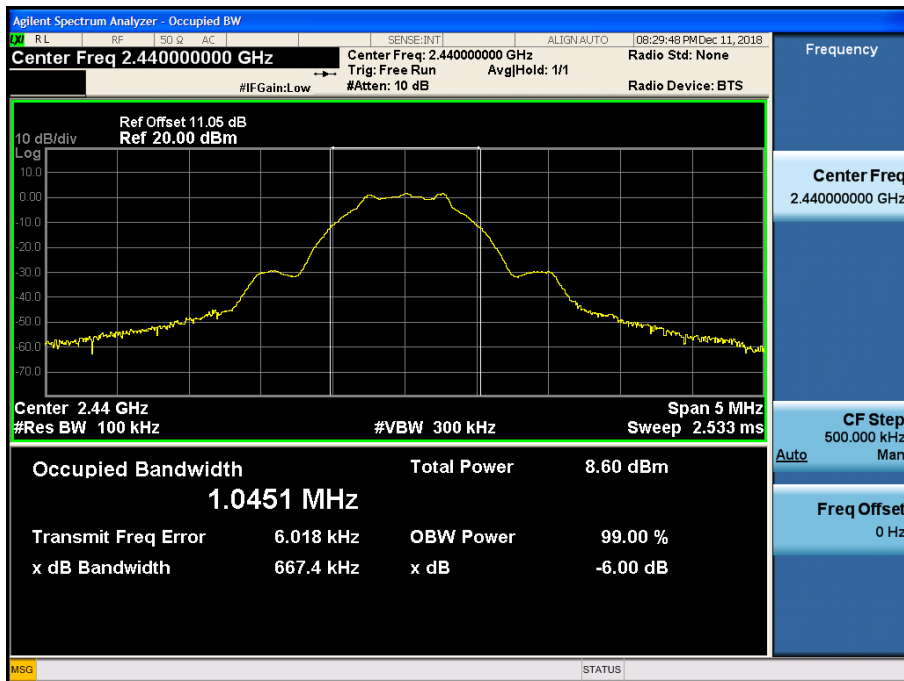 Agilent Spectrum Analyzer - Occupied BW
LXI RL RF 50 Ω AC SENSE:INT ALIGN AUTO 08:29:48 PM Dec 11, 2018
Center Freq 2.440000000 GHz
Center Freq: 2.440000000 GHz
Radio Std: None
Trig: Free Run Avg|Hold: 1/1
#IFGain:Low
#Atten: 10 dB
Radio Device: BTS
Frequency
Ref Offset 11.05 dB
10 dB/div Ref 20.00 dBm
Log
10.0
0.00
-10.0
-20.0
-30.0
-40.0
-50.0
-60.0
-70.0
Center 2.44 GHz Span 5 MHz
#Res BW 100 kHz #VBW 300 kHz Sweep 2.533 ms
Occupied Bandwidth Total Power 8.60 dBm
1.0451 MHz
Transmit Freq Error 6.018 kHz OBW Power 99.00 %
x dB Bandwidth 667.4 kHz x dB -6.00 dB
Center Freq
2.440000000 GHz
CF Step
500.000 kHz
Auto Man
Freq Offset
0 Hz
MSG STATUS